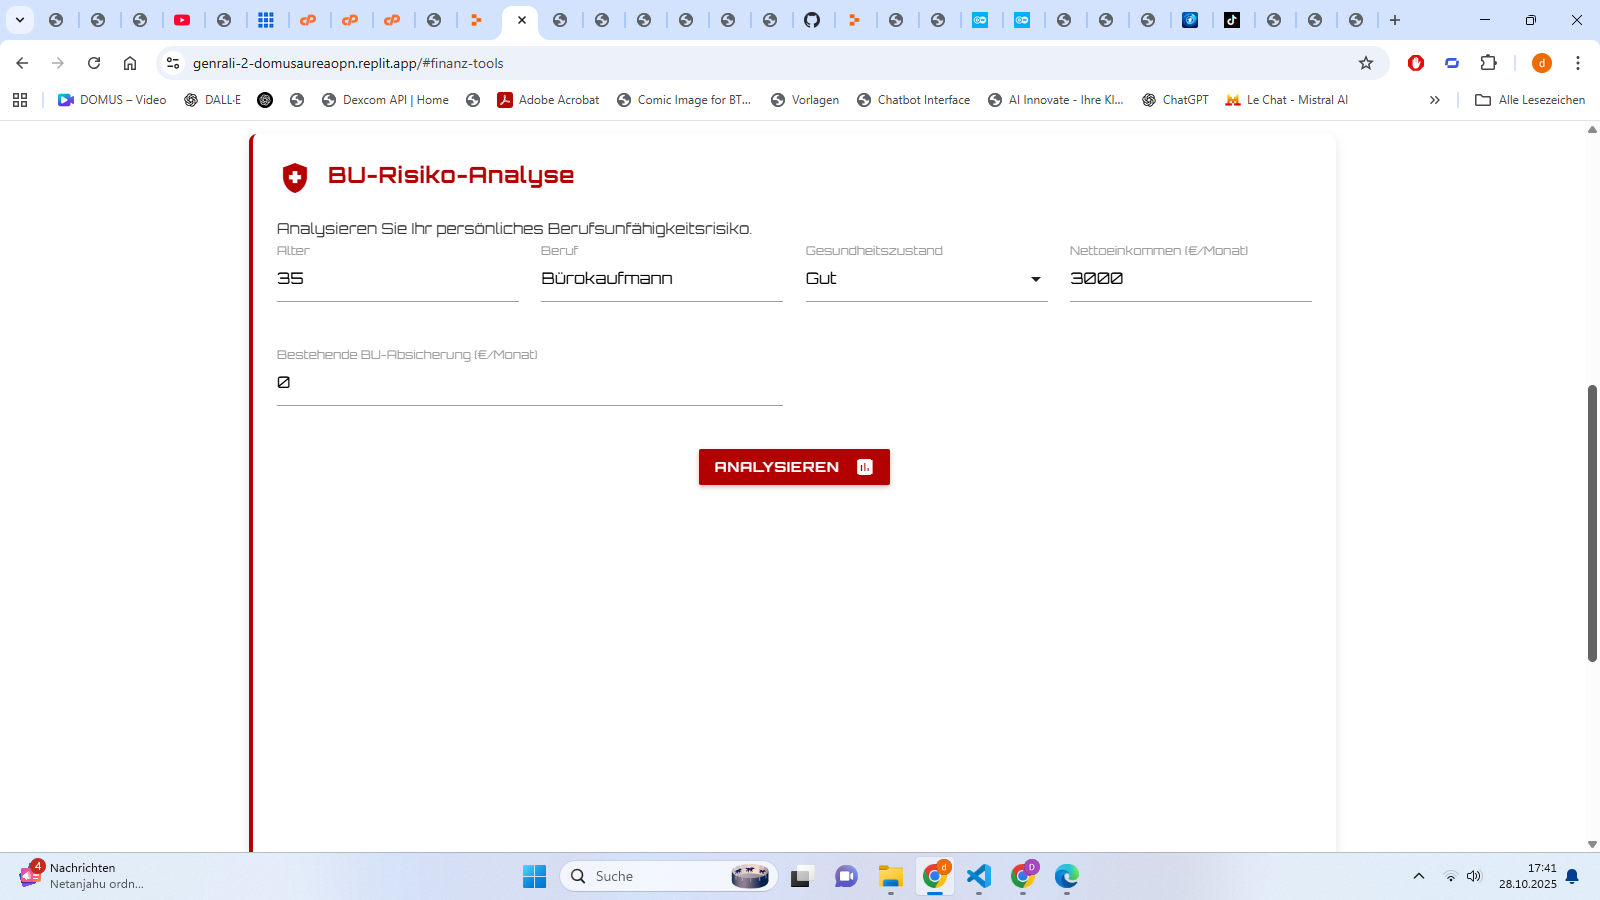 genrali-2-domusaureaopn.replit.app/#finanz-tools
d
DOMUS – Video
DALL·E
Dexcom API | Home
Adobe Acrobat
Comic Image for BT...
Vorlagen
Chatbot Interface
AI Innovate - Ihre KI...
ChatGPT
Le Chat - Mistral AI
Alle Lesezeichen
BU-Risiko-Analyse
Analysieren Sie Ihr persönliches Berufsunfähigkeitsrisiko.
Alter
Beruf
Gesundheitszustand
Nettoeinkommen (€/Monat)
35
Bürokaufmann
Gut
3000
Bestehende BU-Absicherung (€/Monat)
0
ANALYSIEREN
4
Nachrichten
Netanjahu ordn...
Suche
d
D
17:41
28.10.2025